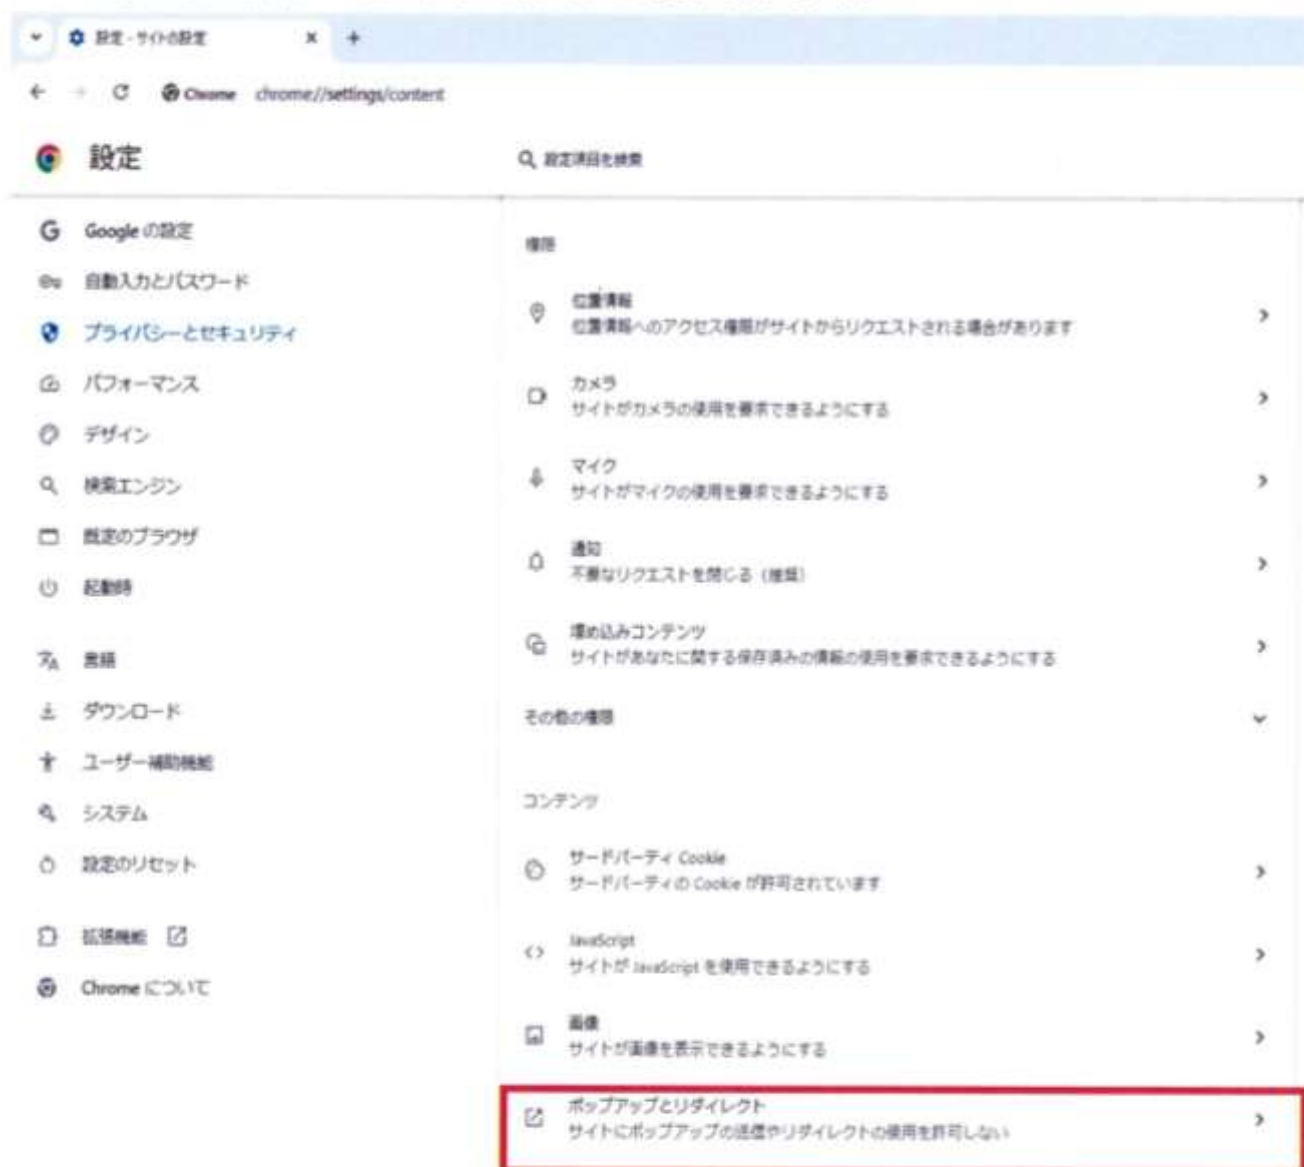 設定 - サイトの設定
Chrome chrome://settings/content
設定
設定項目を検索
Google の設定
自動入力とパスワード
プライバシーとセキュリティ
パフォーマンス
デザイン
検索エンジン
既定のブラウザ
起動時
言語
ダウンロード
ユーザー補助機能
システム
設定のリセット
拡張機能
Chrome について
権限
位置情報
位置情報へのアクセス権限がサイトからリクエストされる場合があります
カメラ
サイトがカメラの使用を要求できるようにする
マイク
サイトがマイクの使用を要求できるようにする
通知
不要なリクエストを閉じる（推奨）
埋め込みコンテンツ
サイトがあなたに関する保存済みの情報の使用を要求できるようにする
その他の権限
コンテンツ
サードパーティ Cookie
サードパーティの Cookie が許可されています
JavaScript
サイトが JavaScript を使用できるようにする
画像
サイトが画像を表示できるようにする
ポップアップとリダイレクト
サイトにポップアップの送信やリダイレクトの使用を許可しない